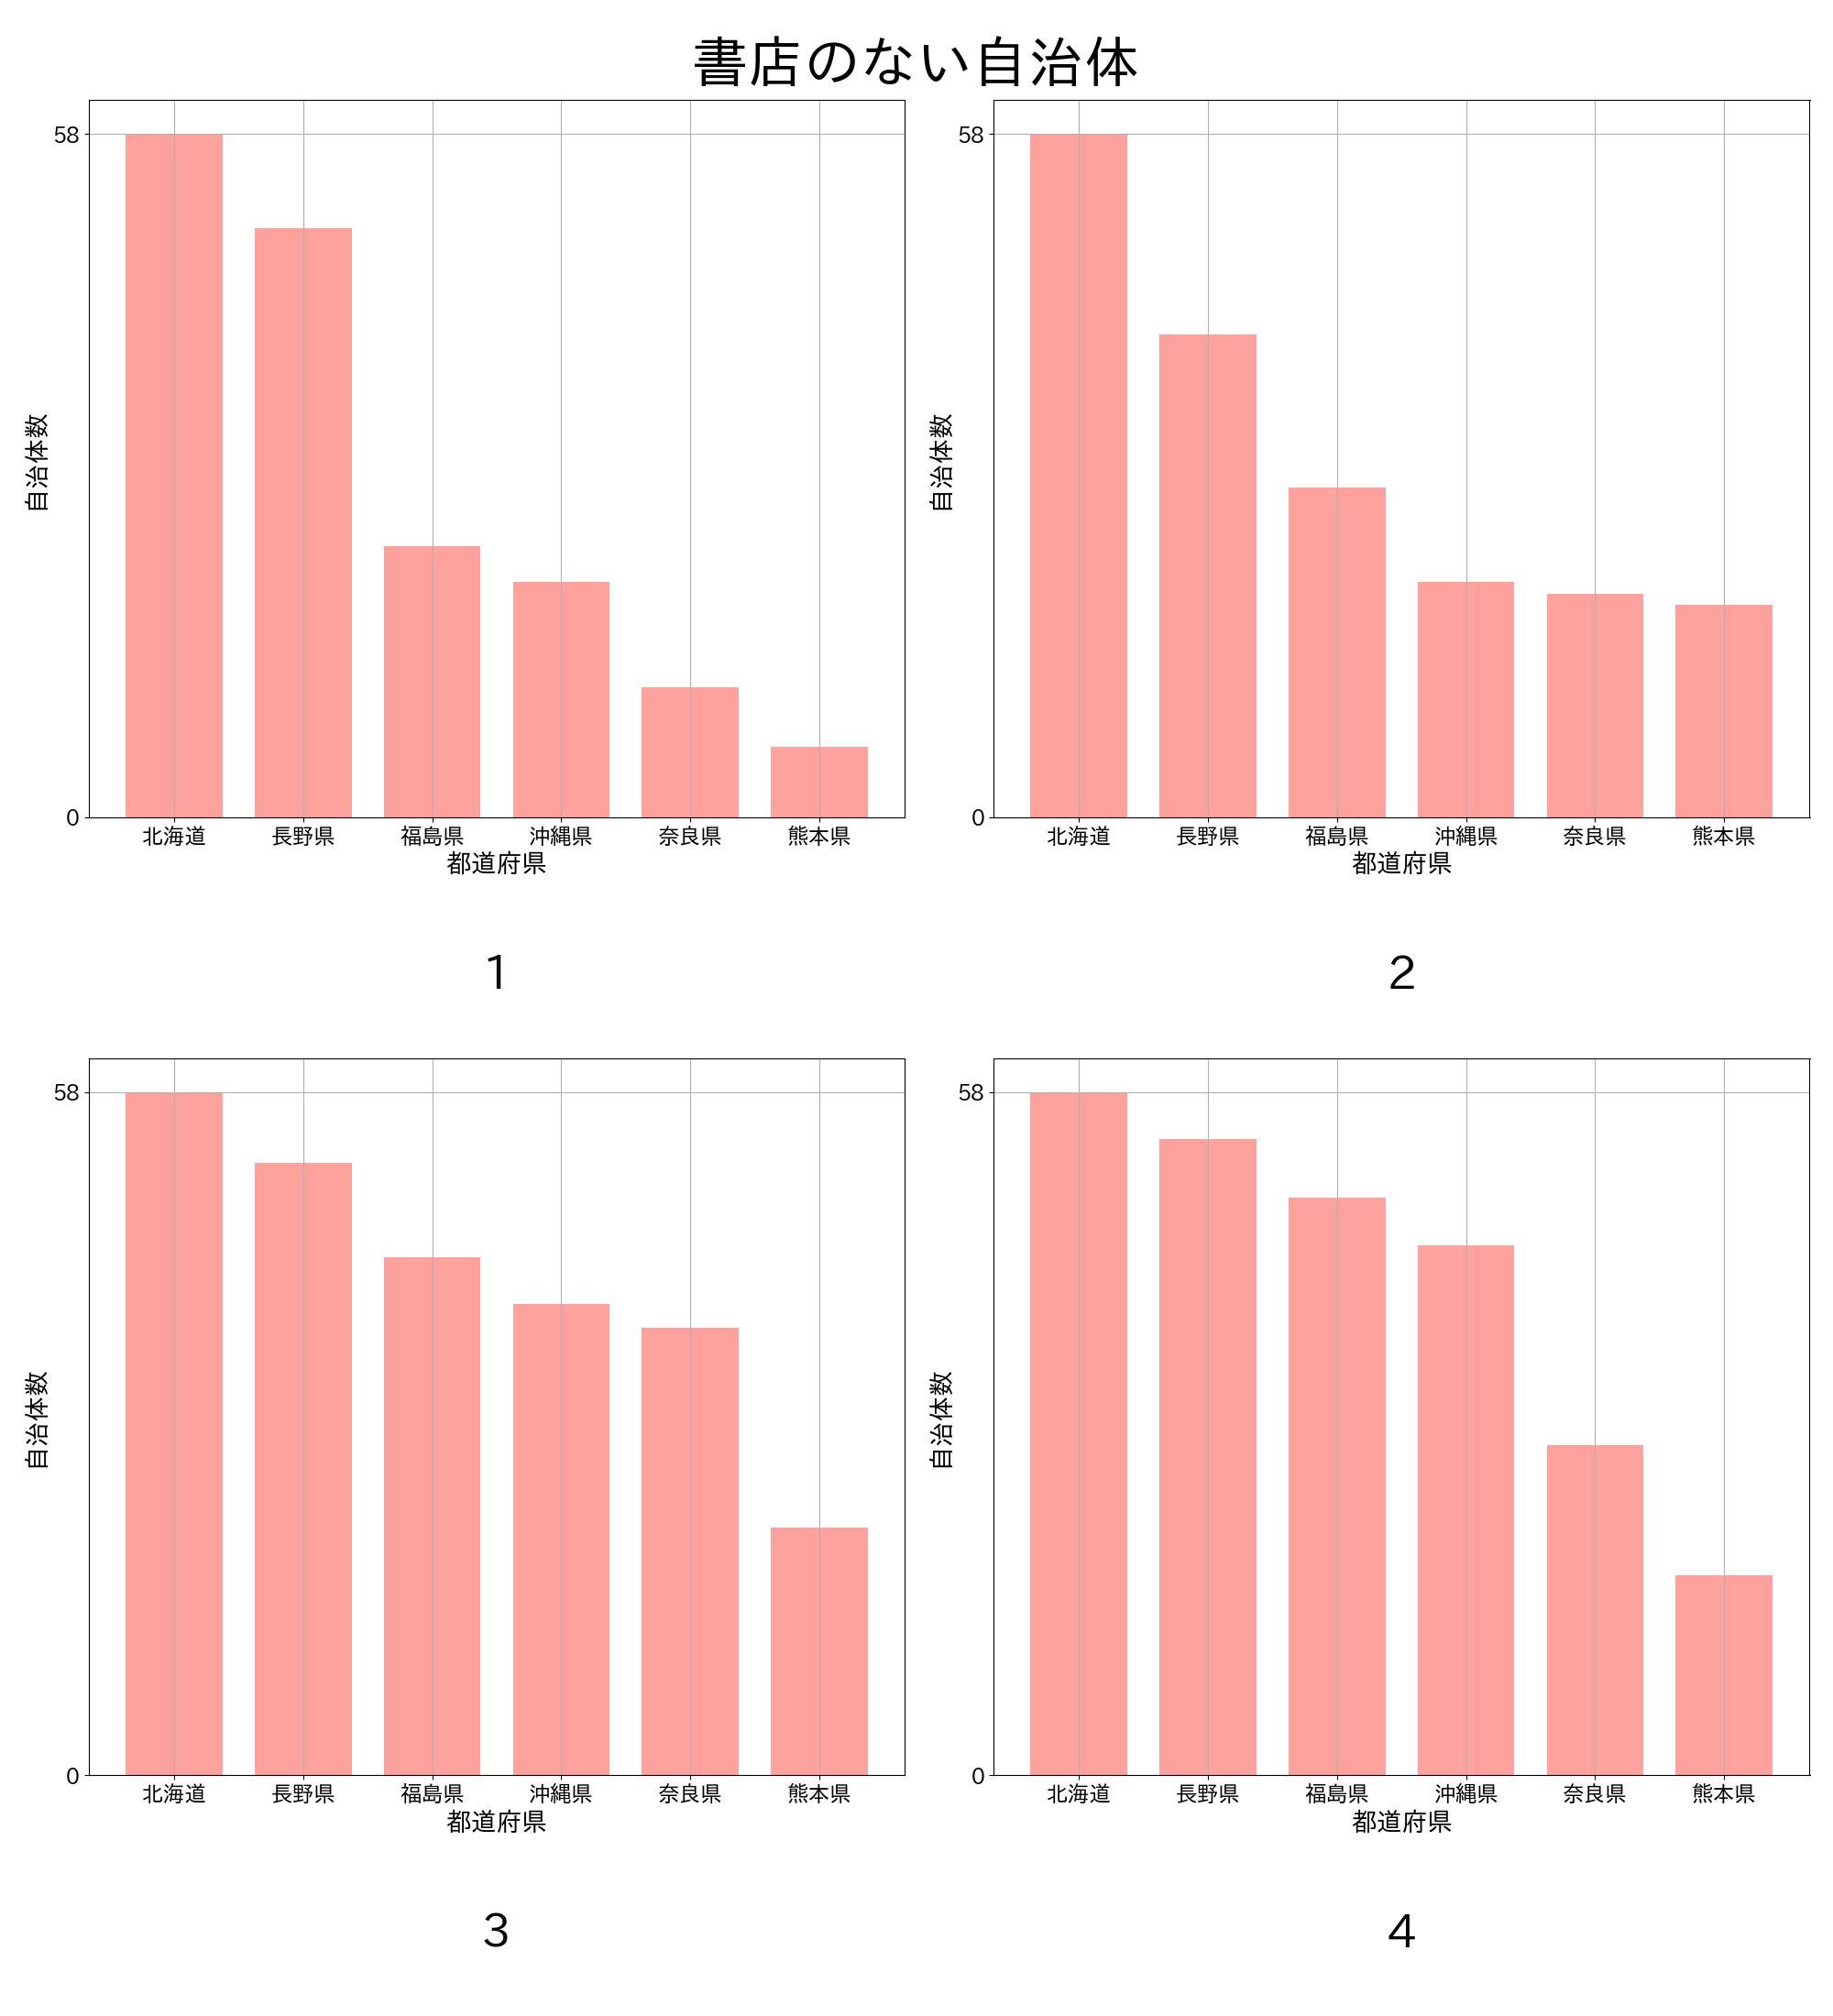 書店のない自治体
58
0
自治体数
北海道 長野県 福島県 沖縄県 奈良県 熊本県
都道府県
1
58
0
自治体数
北海道 長野県 福島県 沖縄県 奈良県 熊本県
都道府県
2
58
0
自治体数
北海道 長野県 福島県 沖縄県 奈良県 熊本県
都道府県
3
58
0
自治体数
北海道 長野県 福島県 沖縄県 奈良県 熊本県
都道府県
4